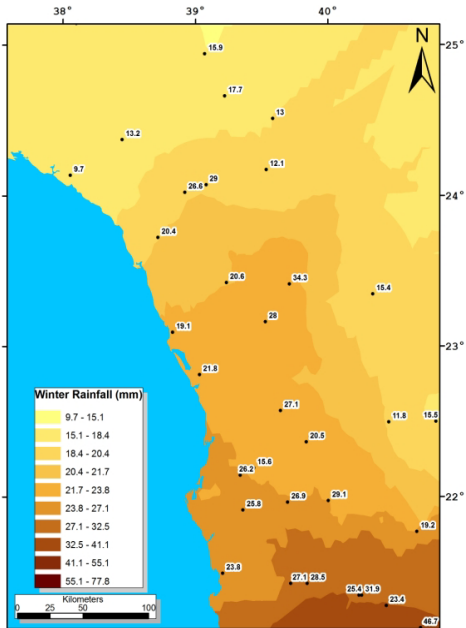 38° 39° 40°
N
25°
15.9
17.7
13
13.2
12.1
9.7
29
26.6
24°
20.4
20.6
34.3
15.4
28
19.1
23°
21.8
Winter Rainfall (mm)
9.7 - 15.1
15.1 - 18.4
18.4 - 20.4
20.4 - 21.7
21.7 - 23.8
23.8 - 27.1
27.1 - 32.5
32.5 - 41.1
41.1 - 55.1
55.1 - 77.8
Kilometers
0 25 50 100
27.1
15.5
11.8
20.5
15.6
26.2
22°
26.9
29.1
25.8
19.2
23.8
27.1
28.5
25.4
31.9
23.4
46.7